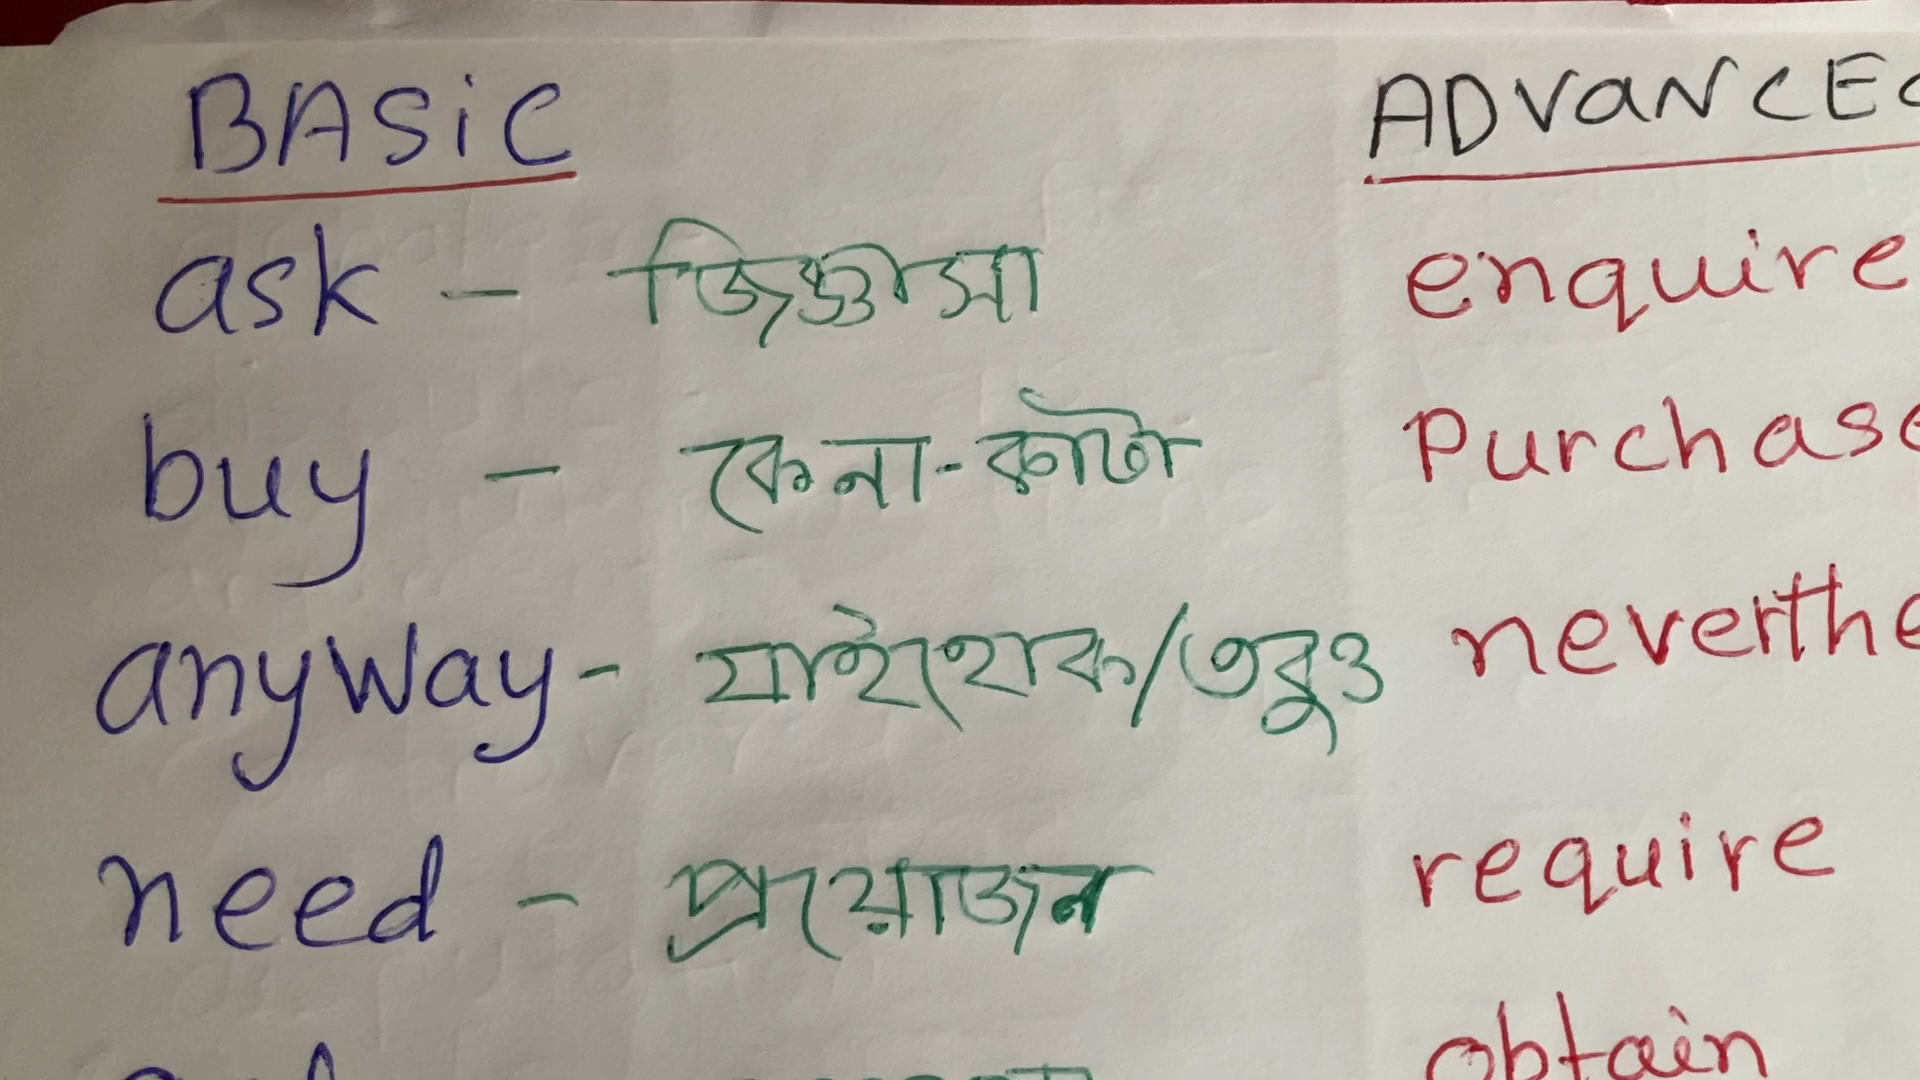 BASiC ADVaNCE
ask - জিজ্ঞাসা enquire
buy - কেনা-কাটা Purchase
anyWay - যাইহোক/তবুও neverthe
need - প্রয়োজন require
obtain